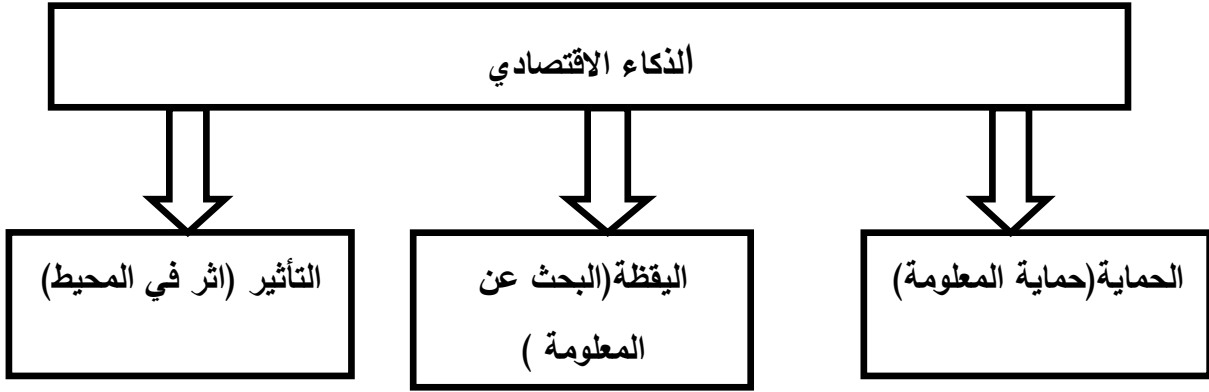 الذكاء الاقتصادي
الحماية(حماية المعلومة)
اليقظة(البحث عن
المعلومة )
التأثير (اثر في المحيط)